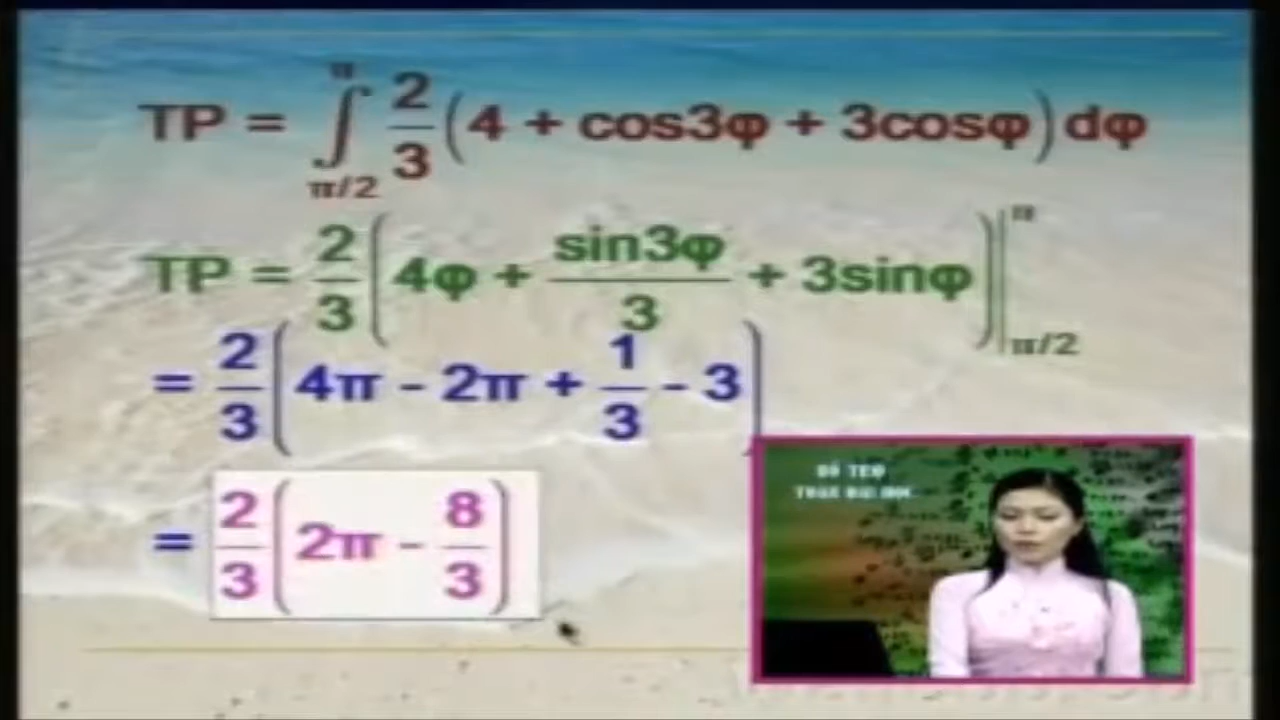 TP = ∫_{π/2}^{π} 2/3 (4 + cos3φ + 3cosφ) dφ
TP = 2/3 (4φ + sin3φ/3 + 3sinφ) |_{π/2}^{π}
= 2/3 (4π - 2π + 1/3 - 3)
= 2/3 (2π - 8/3)